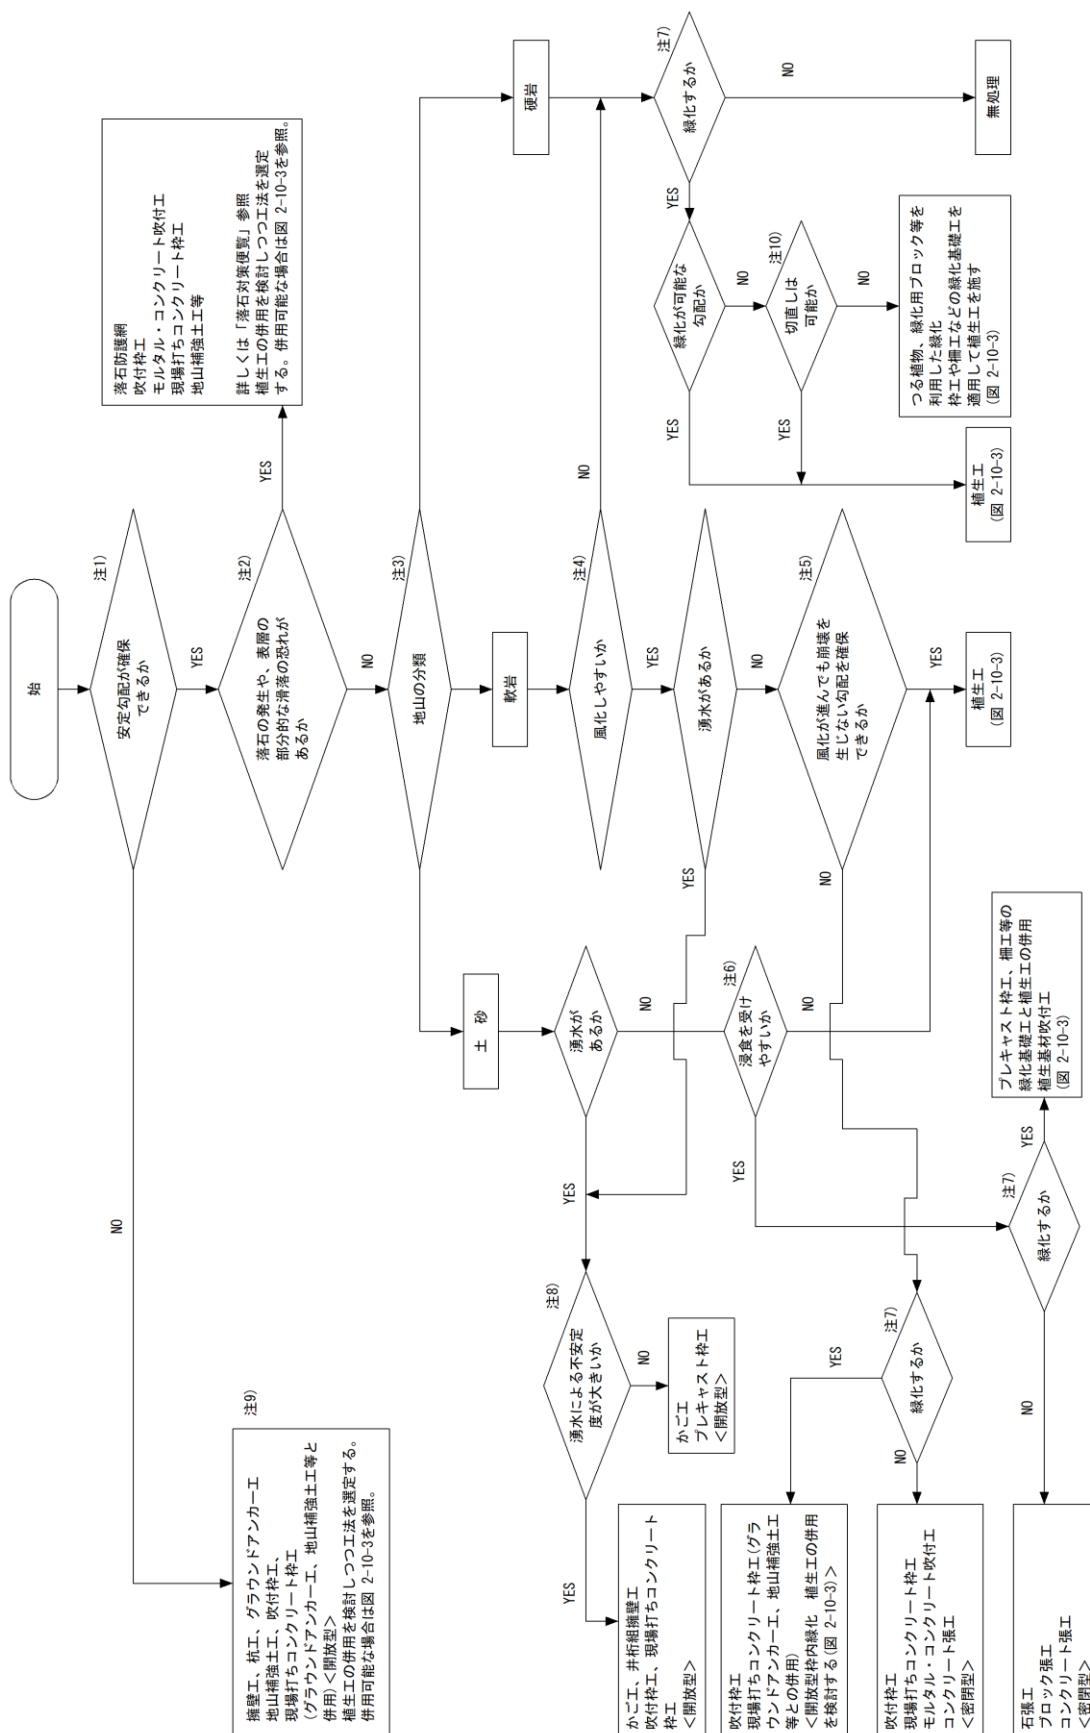 始
安定勾配が確保
できるか
注1)
YES
NO
落石の発生や、表層の
部分的な滑落の恐れが
あるか
注2)
YES
NO
落石防護網
吹付枠工
モルタル・コンクリート吹付工
現場打ちコンクリート枠工
地山補強土工等
詳しくは「落石対策便覧」参照
植生工の併用を検討しつつ工法を選定
する。併用可能な場合は図 2-10-3を参照。
注9)
擁壁工、杭工、グラウンドアンカー工
地山補強土工、吹付枠工、
現場打ちコンクリート枠工
(グラウンドアンカー工、地山補強土工等と
併用)<開放型>
植生工の併用を検討しつつ工法を選定する。
併用可能な場合は図 2-10-3を参照。
地山の分類
注3)
土 砂
軟岩
硬岩
湧水が
あるか
YES
NO
風化しやすいか
注4)
YES
NO
緑化するか
注7)
YES
NO
湧水による不安定
度が大きいか
注8)
YES
NO
かご工
プレキャスト枠工
<開放型>
かご工、井桁組擁壁工
吹付枠工、現場打ちコンクリート
枠工
<開放型>
浸食を受け
やすいか
注6)
YES
NO
湧水があるか
YES
NO
緑化が可能な
勾配か
YES
NO
切直しは
可能か
注10)
YES
NO
無処理
風化が進んでも崩壊を
生じない勾配を確保
できるか
注5)
YES
NO
つる植物、緑化用ブロック等を
利用した緑化
枠工や柵工などの緑化基礎工を
適用して植生工を施す
(図 2-10-3)
緑化するか
注7)
YES
NO
吹付枠工
現場打ちコンクリート枠工(グラ
ウンドアンカー工、地山補強土工
等との併用)
<開放型枠内緑化 植生工の併用
を検討する(図 2-10-3)>
吹付枠工
現場打ちコンクリート枠工
モルタル・コンクリート吹付工
コンクリート張工
<密閉型>
植生工
(図 2-10-3)
植生工
(図 2-10-3)
緑化するか
注7)
YES
NO
プレキャスト枠工、柵工等の
緑化基礎工と植生工の併用
植生基材吹付工
(図 2-10-3)
石張工
ブロック張工
コンクリート張工
<密閉型>